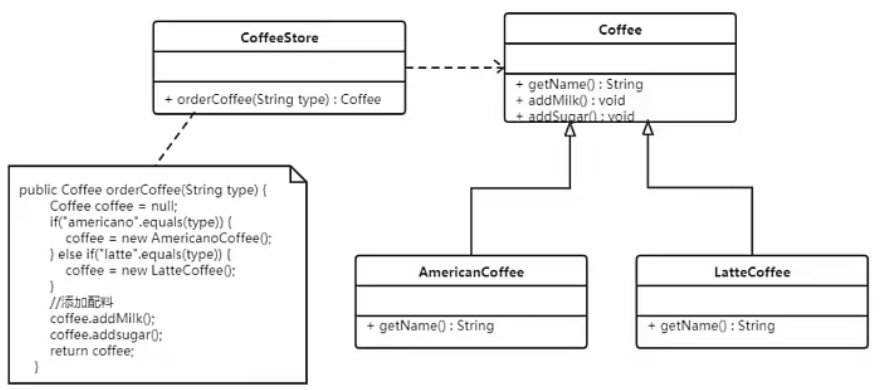 CoffeeStore
+ orderCoffee(String type) : Coffee
Coffee
+ getName() : String
+ addMilk() : void
+ addSugar() : void
public Coffee orderCoffee(String type) {
Coffee coffee = null;
if("americano".equals(type)) {
coffee = new AmericanoCoffee();
} else if("latte".equals(type)) {
coffee = new LatteCoffee();
}
//添加配料
coffee.addMilk();
coffee.addsugar();
return coffee;
}
AmericanCoffee
+ getName() : String
LatteCoffee
+ getName() : String